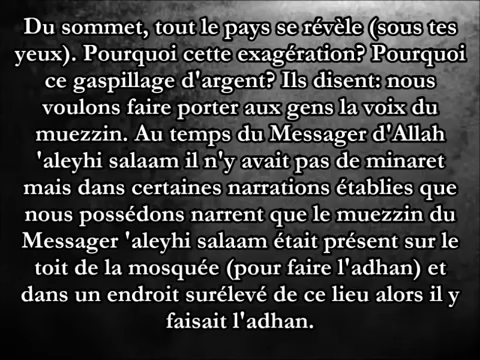 Du sommet, tout le pays se révèle (sous tes
yeux). Pourquoi cette exagération? Pourquoi
ce gaspillage d'argent? Ils disent: nous
voulons faire porter aux gens la voix du
muezzin. Au temps du Messager d'Allah
'aleyhi salaam il n'y avait pas de minaret
mais dans certaines narrations établies que
nous possédons narrent que le muezzin du
Messager 'aleyhi salaam était présent sur le
toit de la mosquée (pour faire l'adhan) et
dans un endroit surélevé de ce lieu alors il y
faisait l'adhan.